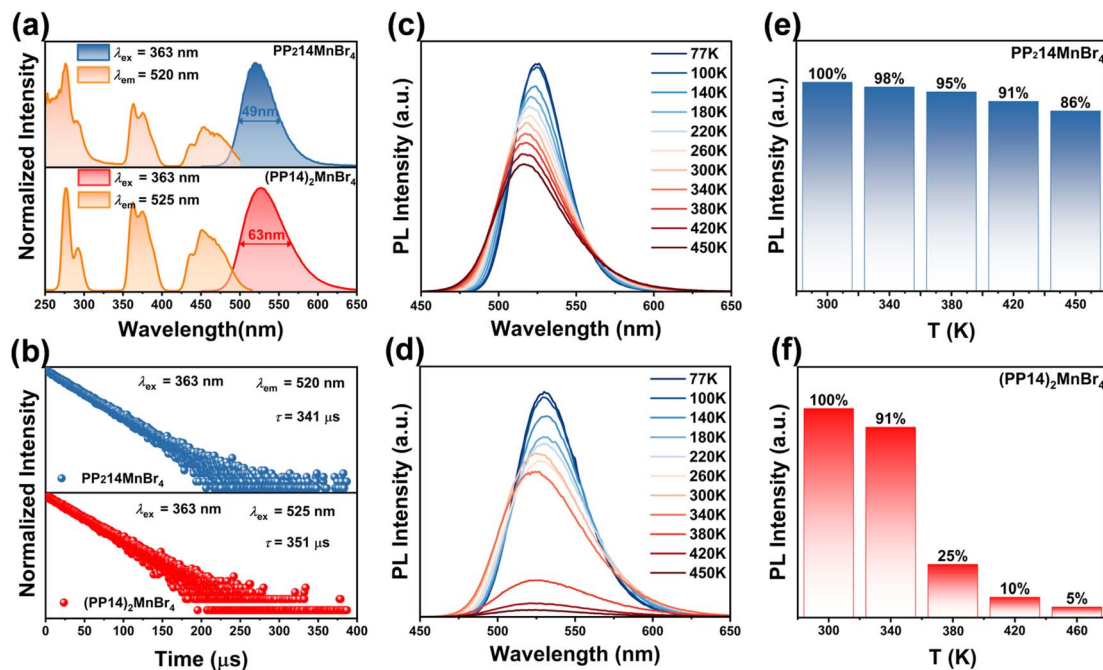 (a)
λex = 363 nm
λem = 520 nm
PP214MnBr4
49nm
λex = 363 nm
λem = 525 nm
(PP14)2MnBr4
63nm
Normalized Intensity
250 300 350 400 450 500 550 600 650
Wavelength(nm)
(b)
λex = 363 nm λem = 520 nm
τ = 341 μs
PP214MnBr4
λex = 363 nm λex = 525 nm
τ = 351 μs
(PP14)2MnBr4
Normalized Intensity
0 50 100 150 200 250 300 350 400
Time (μs)
(c)
77K
100K
140K
180K
220K
260K
300K
340K
380K
420K
450K
PL Intensity (a.u.)
450 500 550 600 650
Wavelength (nm)
(d)
77K
100K
140K
180K
220K
260K
300K
340K
380K
420K
450K
PL Intensity (a.u.)
450 500 550 600 650
Wavelength (nm)
(e)
PP214MnBr4
100% 98% 95% 91% 86%
PL Intensity (a.u.)
300 340 380 420 450
T (K)
(f)
(PP14)2MnBr4
100%
91%
25%
10%
5%
PL Intensity (a.u.)
300 340 380 420 460
T (K)